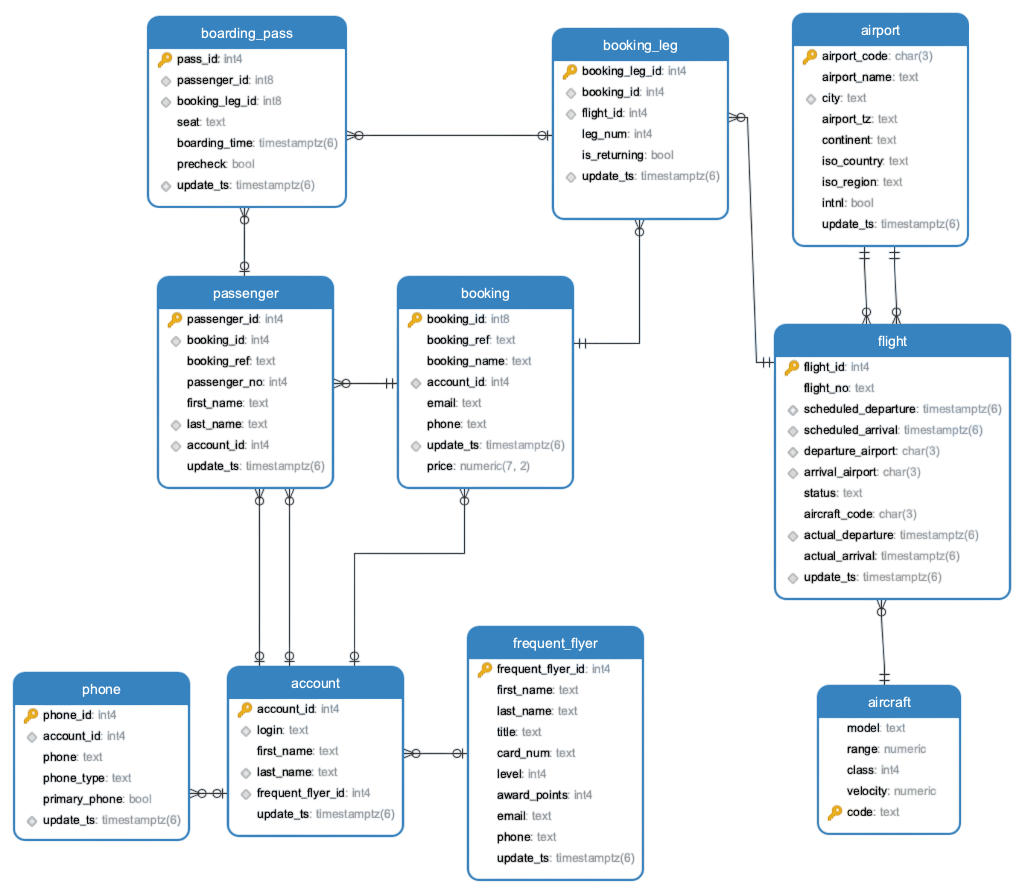 boarding_pass
pass_id: int4
passenger_id: int8
booking_leg_id: int8
seat: text
boarding_time: timestamptz(6)
precheck: bool
update_ts: timestamptz(6)
booking_leg
booking_leg_id: int4
booking_id: int4
flight_id: int4
leg_num: int4
is_returning: bool
update_ts: timestamptz(6)
airport
airport_code: char(3)
airport_name: text
city: text
airport_tz: text
continent: text
iso_country: text
iso_region: text
intnl: bool
update_ts: timestamptz(6)
passenger
passenger_id: int4
booking_id: int4
booking_ref: text
passenger_no: int4
first_name: text
last_name: text
account_id: int4
update_ts: timestamptz(6)
booking
booking_id: int8
booking_ref: text
booking_name: text
account_id: int4
email: text
phone: text
update_ts: timestamptz(6)
price: numeric(7, 2)
flight
flight_id: int4
flight_no: text
scheduled_departure: timestamptz(6)
scheduled_arrival: timestamptz(6)
departure_airport: char(3)
arrival_airport: char(3)
status: text
aircraft_code: char(3)
actual_departure: timestamptz(6)
actual_arrival: timestamptz(6)
update_ts: timestamptz(6)
phone
phone_id: int4
account_id: int4
phone: text
phone_type: text
primary_phone: bool
update_ts: timestamptz(6)
account
account_id: int4
login: text
first_name: text
last_name: text
frequent_flyer_id: int4
update_ts: timestamptz(6)
frequent_flyer
frequent_flyer_id: int4
first_name: text
last_name: text
title: text
card_num: text
level: int4
award_points: int4
email: text
phone: text
update_ts: timestamptz(6)
aircraft
model: text
range: numeric
class: int4
velocity: numeric
code: text